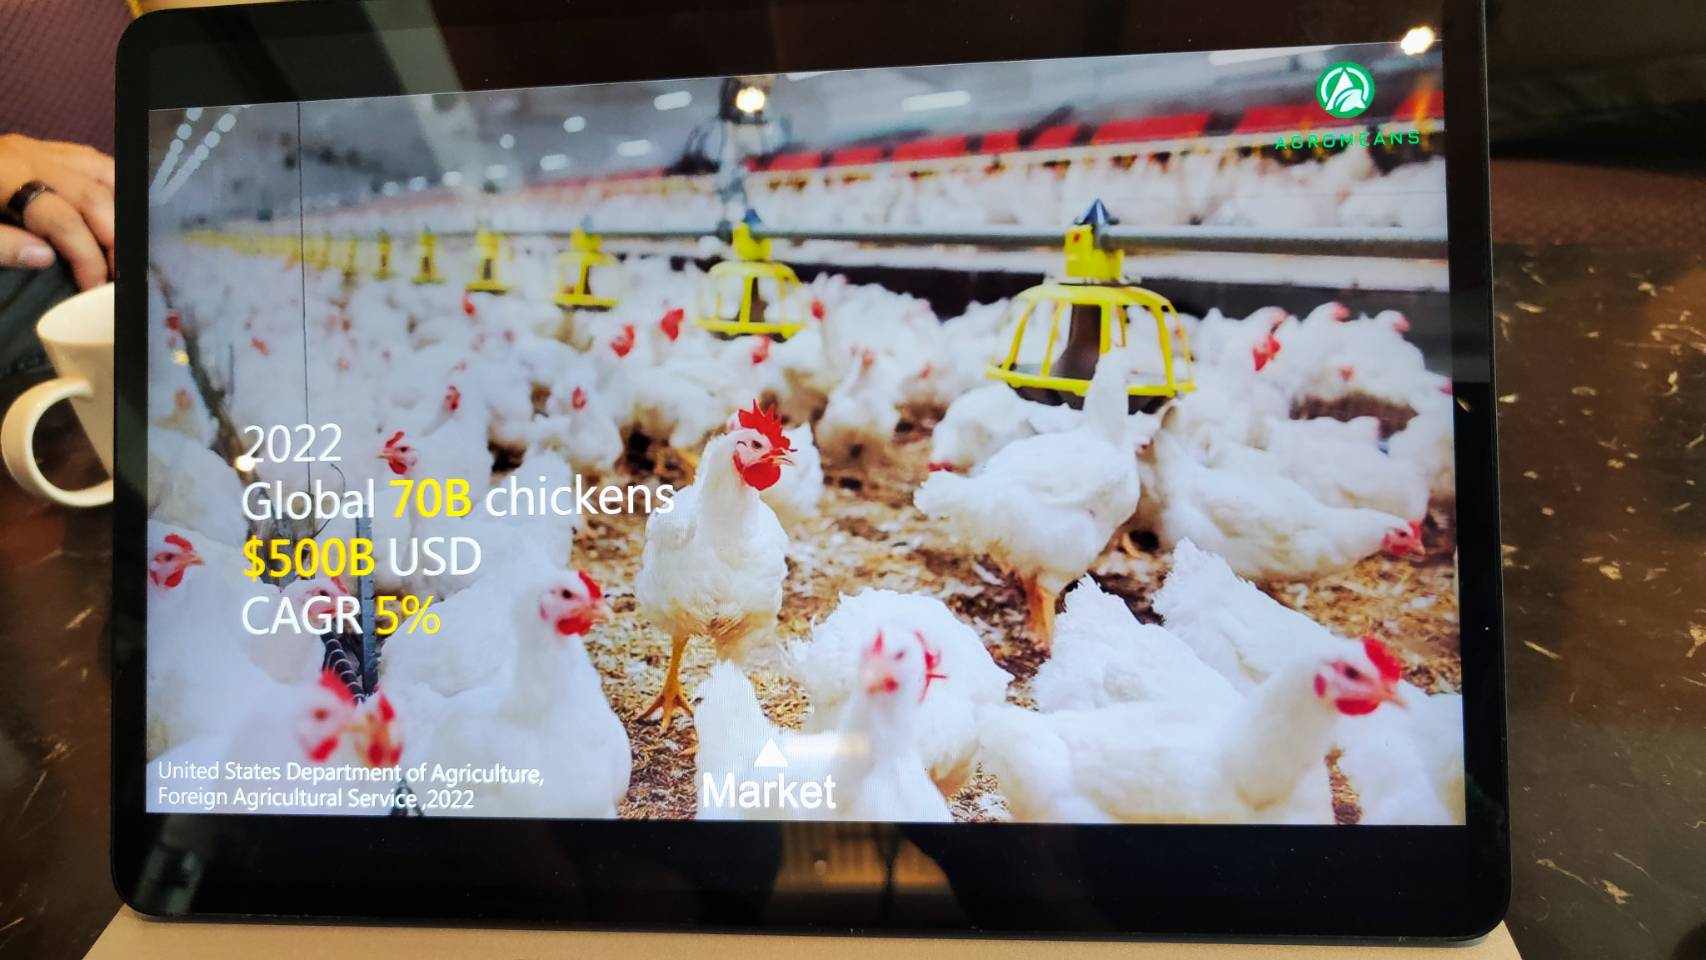 AGROMEANS
2022
Global 70B chickens
$500B USD
CAGR 5%
United States Department of Agriculture,
Foreign Agricultural Service ,2022
Market